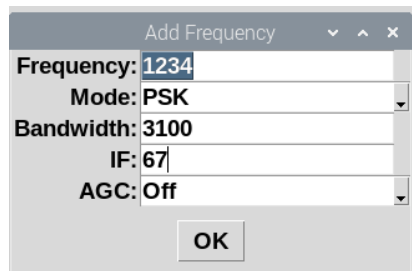 Add Frequency
Frequency: 1234
Mode: PSK
Bandwidth: 3100
IF: 67
AGC: Off
OK